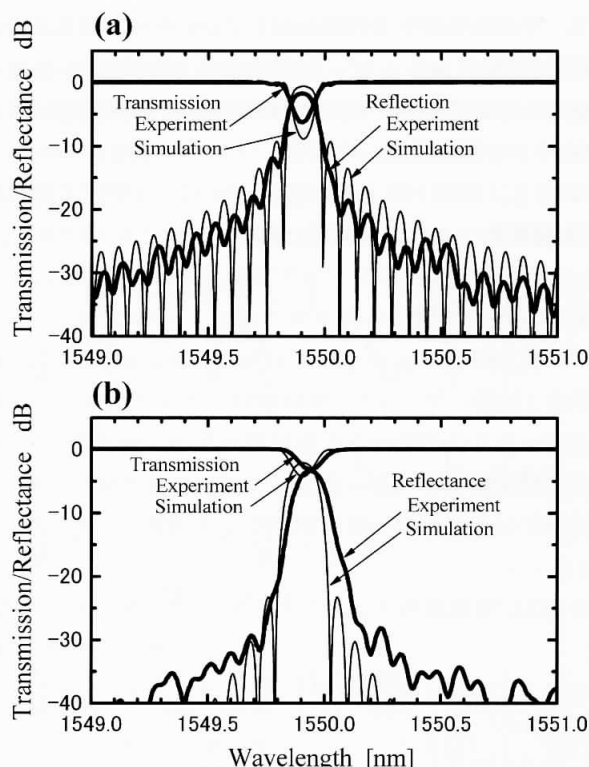 (a)
Transmission/Reflectance dB
0
−10
−20
−30
−40
Transmission
Experiment
Simulation
Reflection
Experiment
Simulation
1549.0 1549.5 1550.0 1550.5 1551.0
(b)
Transmission/Reflectance dB
0
−10
−20
−30
−40
Transmission
Experiment
Simulation
Reflectance
Experiment
Simulation
1549.0 1549.5 1550.0 1550.5 1551.0
Wavelength [nm]